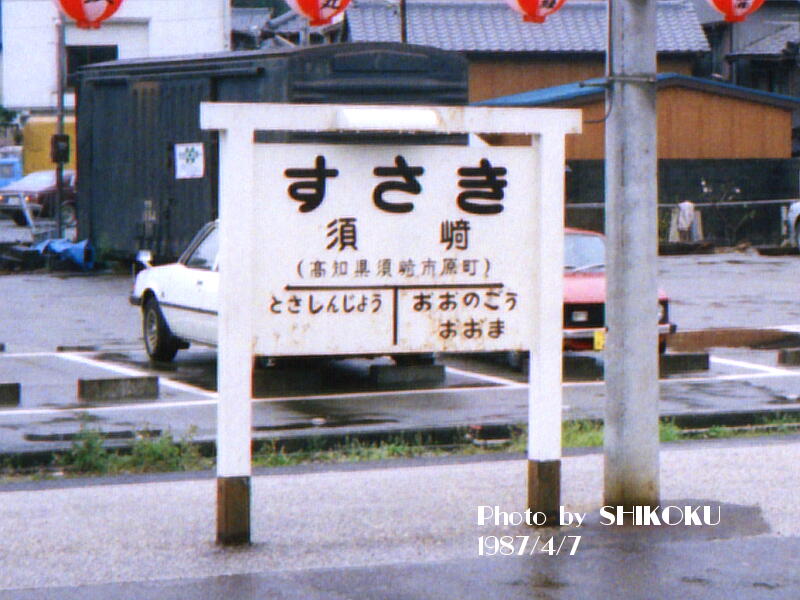 すさき
須崎
(高知県須崎市原町)
とさしんじょう おおのごう
おおま
Photo by SHIKOKU
1987/4/7